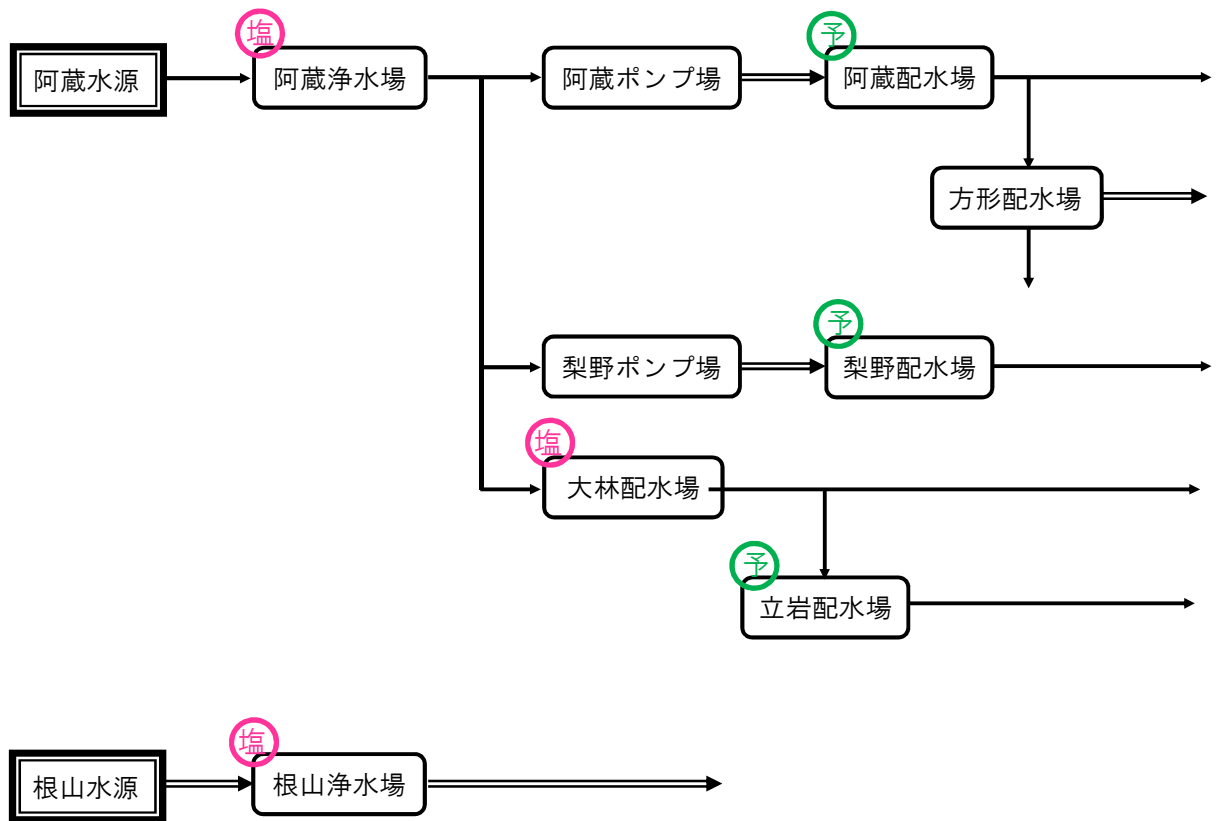 塩
予
阿蔵水源
阿蔵浄水場
阿蔵ポンプ場
阿蔵配水場
方形配水場
予
梨野ポンプ場
梨野配水場
塩
大林配水場
予
立岩配水場
塩
根山水源
根山浄水場